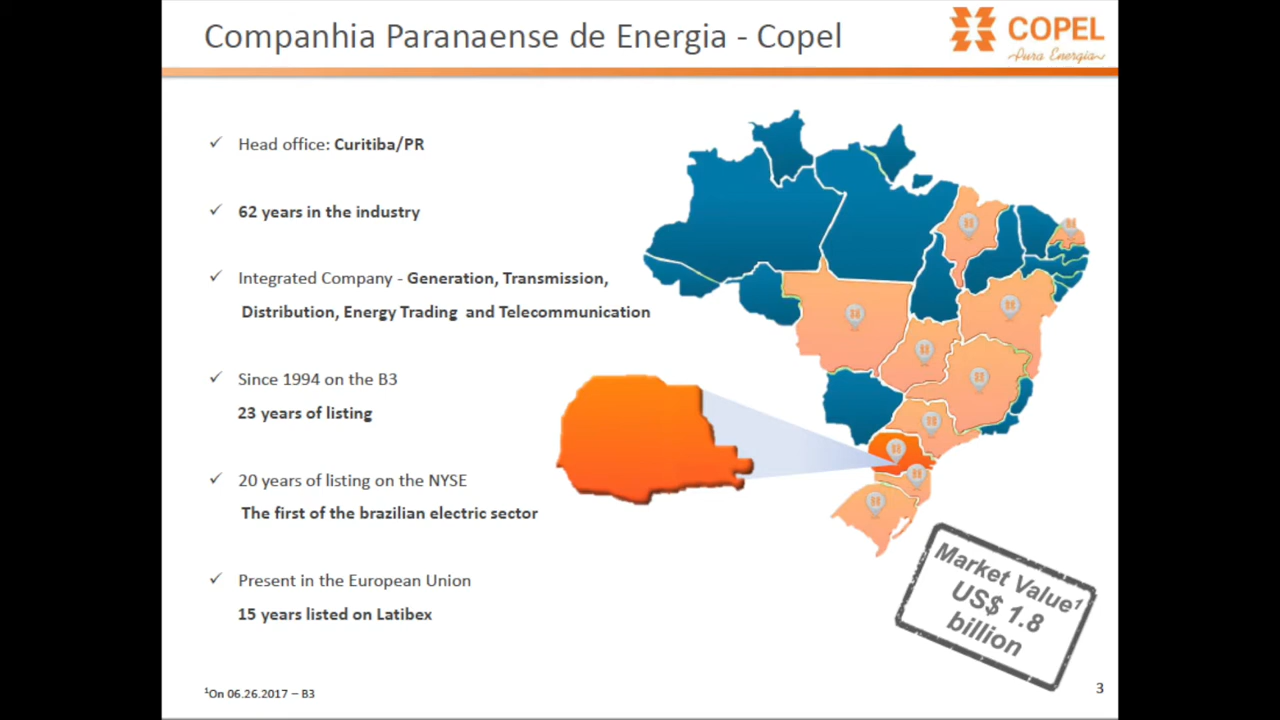 Companhia Paranaense de Energia - Copel
COPEL
Pura Energia
✓ Head office: Curitiba/PR
✓ 62 years in the industry
✓ Integrated Company - Generation, Transmission,
Distribution, Energy Trading and Telecommunication
✓ Since 1994 on the B3
23 years of listing
✓ 20 years of listing on the NYSE
The first of the brazilian electric sector
✓ Present in the European Union
15 years listed on Latibex
Market Value¹
US$ 1.8
billion
¹On 06.26.2017 – B3
3